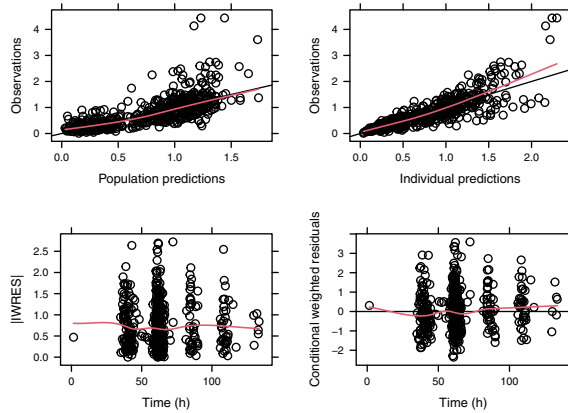 4
3
2
1
0
Observations
0.0 0.5 1.0 1.5
Population predictions
4
3
2
1
0
Observations
0.0 0.5 1.0 1.5 2.0
Individual predictions
2.5
2.0
1.5
1.0
0.5
0.0
|IWRES|
0 50 100
Time (h)
4
3
2
1
0
−1
−2
Conditional weighted residuals
0 50 100
Time (h)